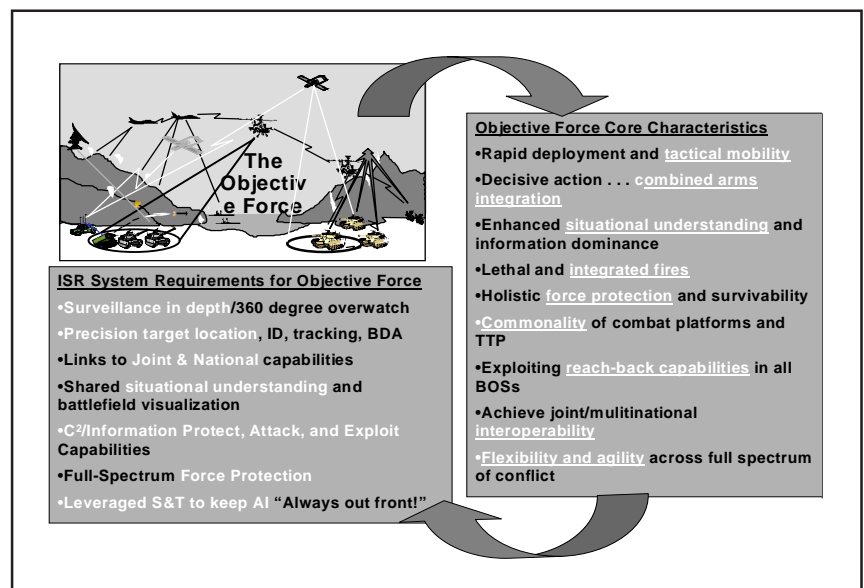 The
Objectiv
e Force
Objective Force Core Characteristics
•Rapid deployment and tactical mobility
•Decisive action . . . combined arms
integration
•Enhanced situational understanding and
information dominance
•Lethal and integrated fires
•Holistic force protection and survivability
•Commonality of combat platforms and
TTP
•Exploiting reach-back capabilities in all
BOSs
•Achieve joint/mulitinational
interoperability
•Flexibility and agility across full spectrum
of conflict
ISR System Requirements for Objective Force
•Surveillance in depth/360 degree overwatch
•Precision target location, ID, tracking, BDA
•Links to Joint & National capabilities
•Shared situational understanding and
battlefield visualization
•C²/Information Protect, Attack, and Exploit
Capabilities
•Full-Spectrum Force Protection
•Leveraged S&T to keep AI “Always out front!”